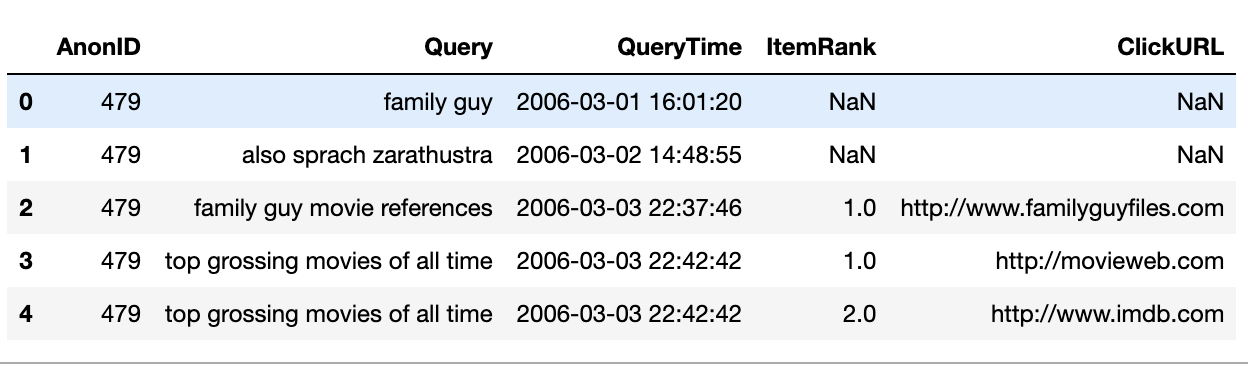 AnonID Query QueryTime ItemRank ClickURL
0 479 family guy 2006-03-01 16:01:20 NaN NaN
1 479 also sprach zarathustra 2006-03-02 14:48:55 NaN NaN
2 479 family guy movie references 2006-03-03 22:37:46 1.0 http://www.familyguyfiles.com
3 479 top grossing movies of all time 2006-03-03 22:42:42 1.0 http://movieweb.com
4 479 top grossing movies of all time 2006-03-03 22:42:42 2.0 http://www.imdb.com